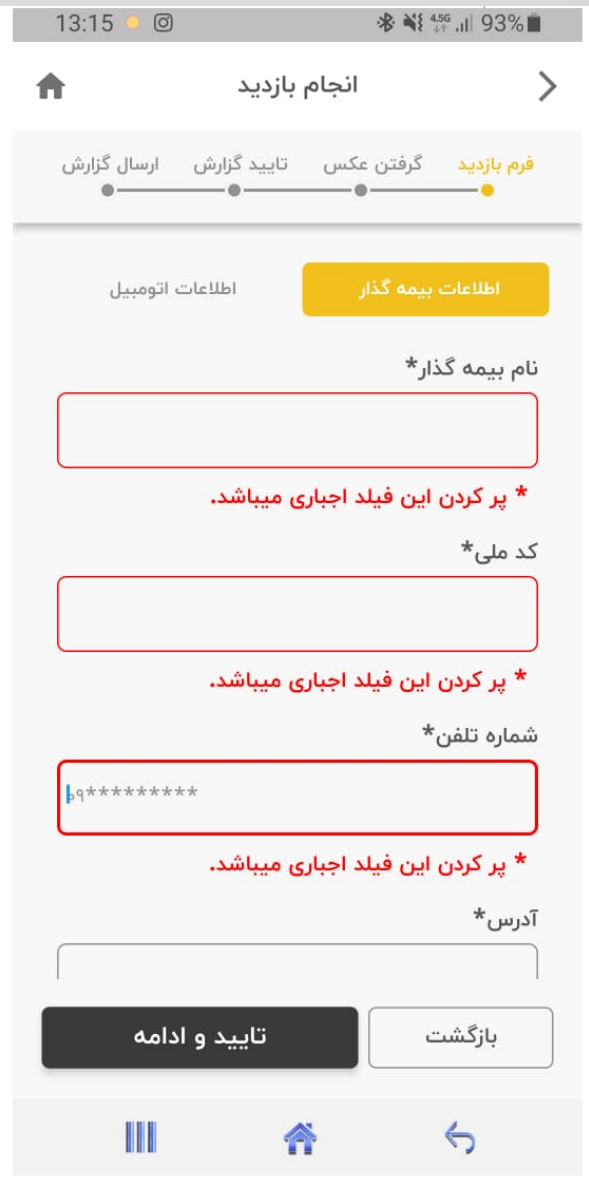 13:15 4.5G 93%
انجام بازدید
فرم بازدید گرفتن عکس تایید گزارش ارسال گزارش
اطلاعات بیمه گذار اطلاعات اتومبیل
نام بیمه گذار*
* پر کردن این فیلد اجباری میباشد.
کد ملی*
* پر کردن این فیلد اجباری میباشد.
شماره تلفن*
۰۹*********
* پر کردن این فیلد اجباری میباشد.
آدرس*
بازگشت تایید و ادامه